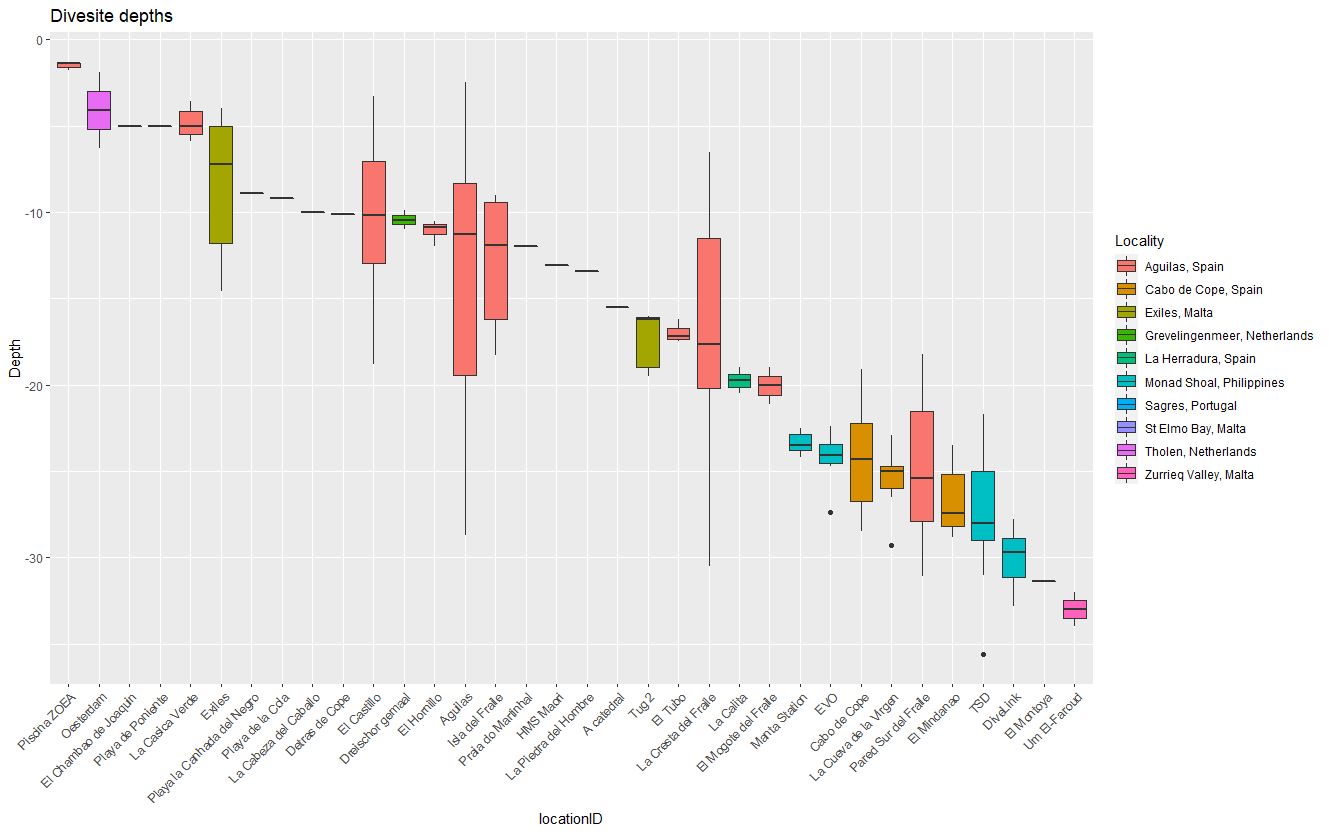 Divesite depths
0
-10
-20
-30
Depth
Piscina ZOEA
Oesterdam
El Chambao de Joaquin
Playa de Poniente
La Casica Verde
Exiles
Playa la Canhada del Negro
Playa de la Cola
La Cabeza del Caballo
Detras de Cope
El Castillo
Dreischor gemaal
El Hornillo
Aguilas
Isla del Fraile
Praia do Martinhal
HMS Maori
La Piedra del Hombre
A catedral
Tug 2
El Tubo
La Cresta del Fraile
La Calita
El Mogote del Fraile
Manta Station
EVO
Cabo de Cope
La Cueva de la Virgen
Pared Sur del Fraile
El Mindanao
TSD
DiveLink
El Montoya
Um El-Faroud
locationID
Locality
Aguilas, Spain
Cabo de Cope, Spain
Exiles, Malta
Grevelingenmeer, Netherlands
La Herradura, Spain
Monad Shoal, Philippines
Sagres, Portugal
St Elmo Bay, Malta
Tholen, Netherlands
Zurrieq Valley, Malta